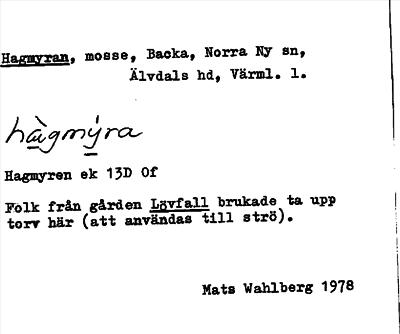 Hagmyran, mosse, Backa, Norra Ny sn,
Älvdals hd, Värml. l.
hàgmýra
Hagmyren ek 13D 0f
Folk från gården Lövfall brukade ta upp
torv här (att användas till strö).
Mats Wahlberg 1978